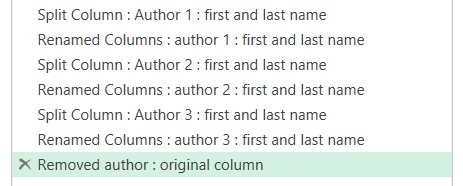 Split Column : Author 1 : first and last name
Renamed Columns : author 1 : first and last name
Split Column : Author 2 : first and last name
Renamed Columns : author 2 : first and last name
Split Column : Author 3 : first and last name
Renamed Columns : author 3 : first and last name
Removed author : original column